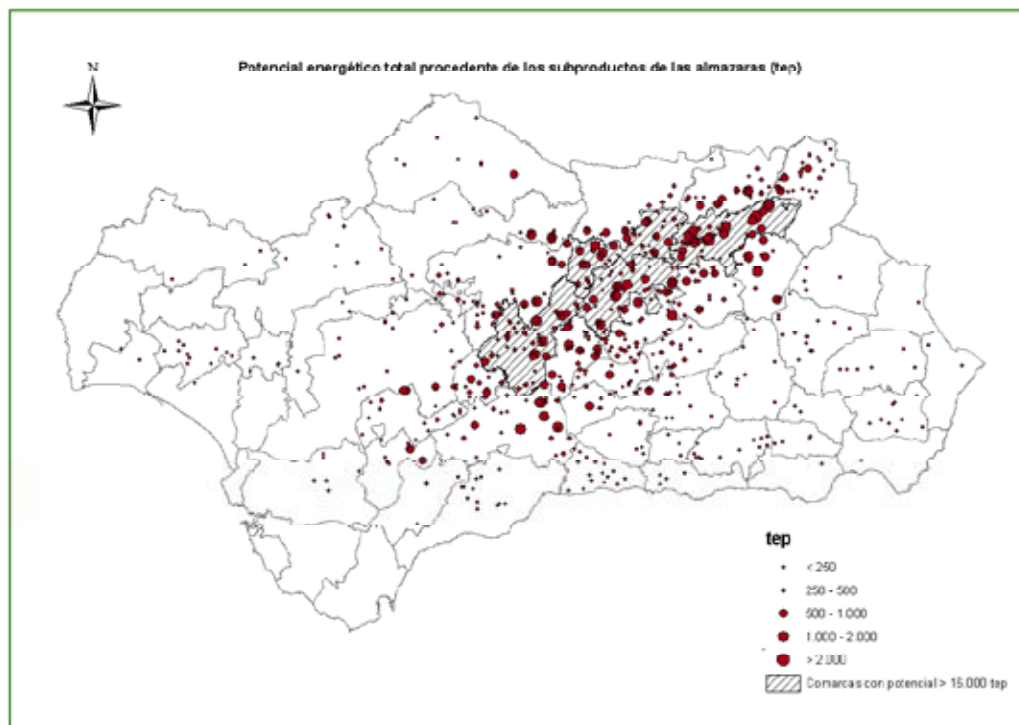 Potencial energético total procedente de los subproductos de las almazaras (tep)
N
tep
< 250
250 - 500
500 - 1.000
1.000 - 2.000
> 2.000
Comarcas con potencial > 15.000 tep